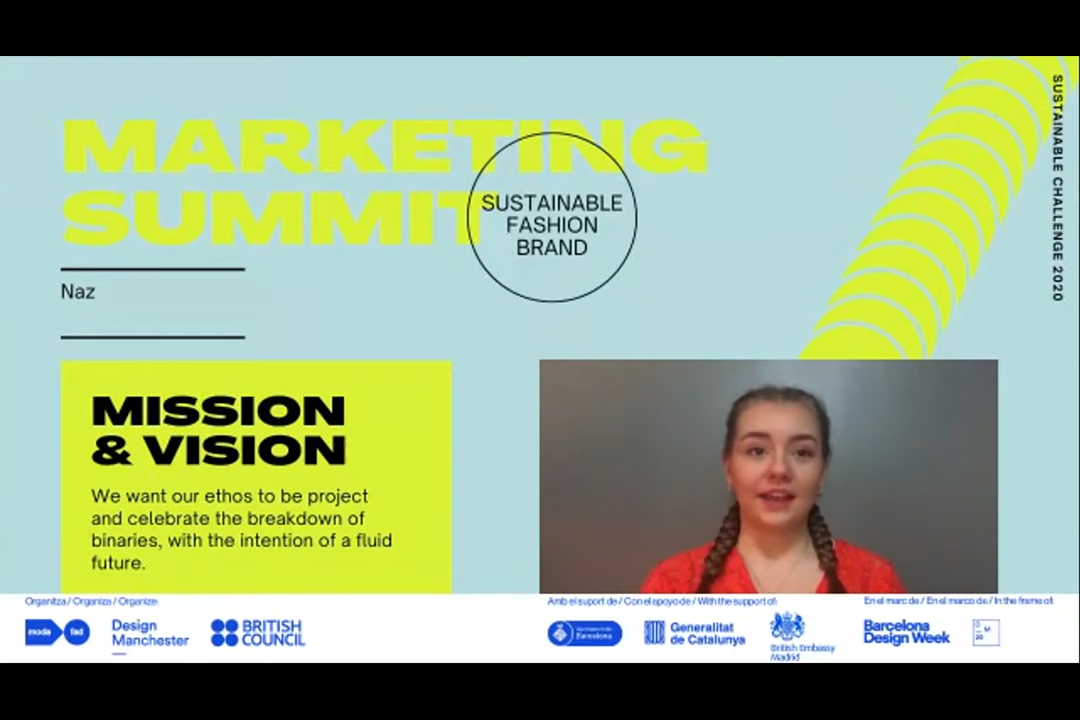 MARKETING
SUMMIT
SUSTAINABLE
FASHION
BRAND
SUSTAINABLE CHALLENGE 2020
Naz
MISSION
& VISION
We want our ethos to be project
and celebrate the breakdown of
binaries, with the intention of a fluid
future.
Organitza / Organiza / Organize:
moda fad
Design
Manchester
BRITISH
COUNCIL
Amb el suport de / Con el apoyo de / With the support of:
Ajuntament de
Barcelona
Generalitat
de Catalunya
British Embassy
Madrid
En el marc de / En el marco de / In the frame of:
Barcelona
Design Week